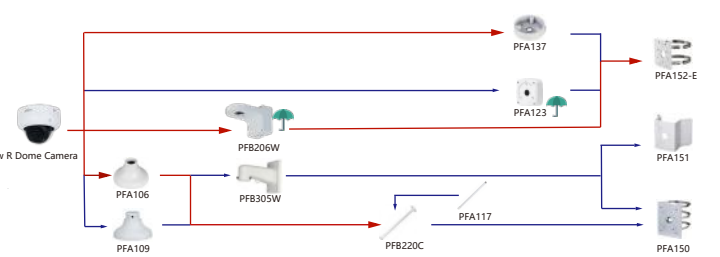 PFA137
PFA152-E
PFA123
PFB206W
PFA151
w R Dome Camera
PFA106
PFB305W
PFA117
PFA109
PFB220C
PFA150